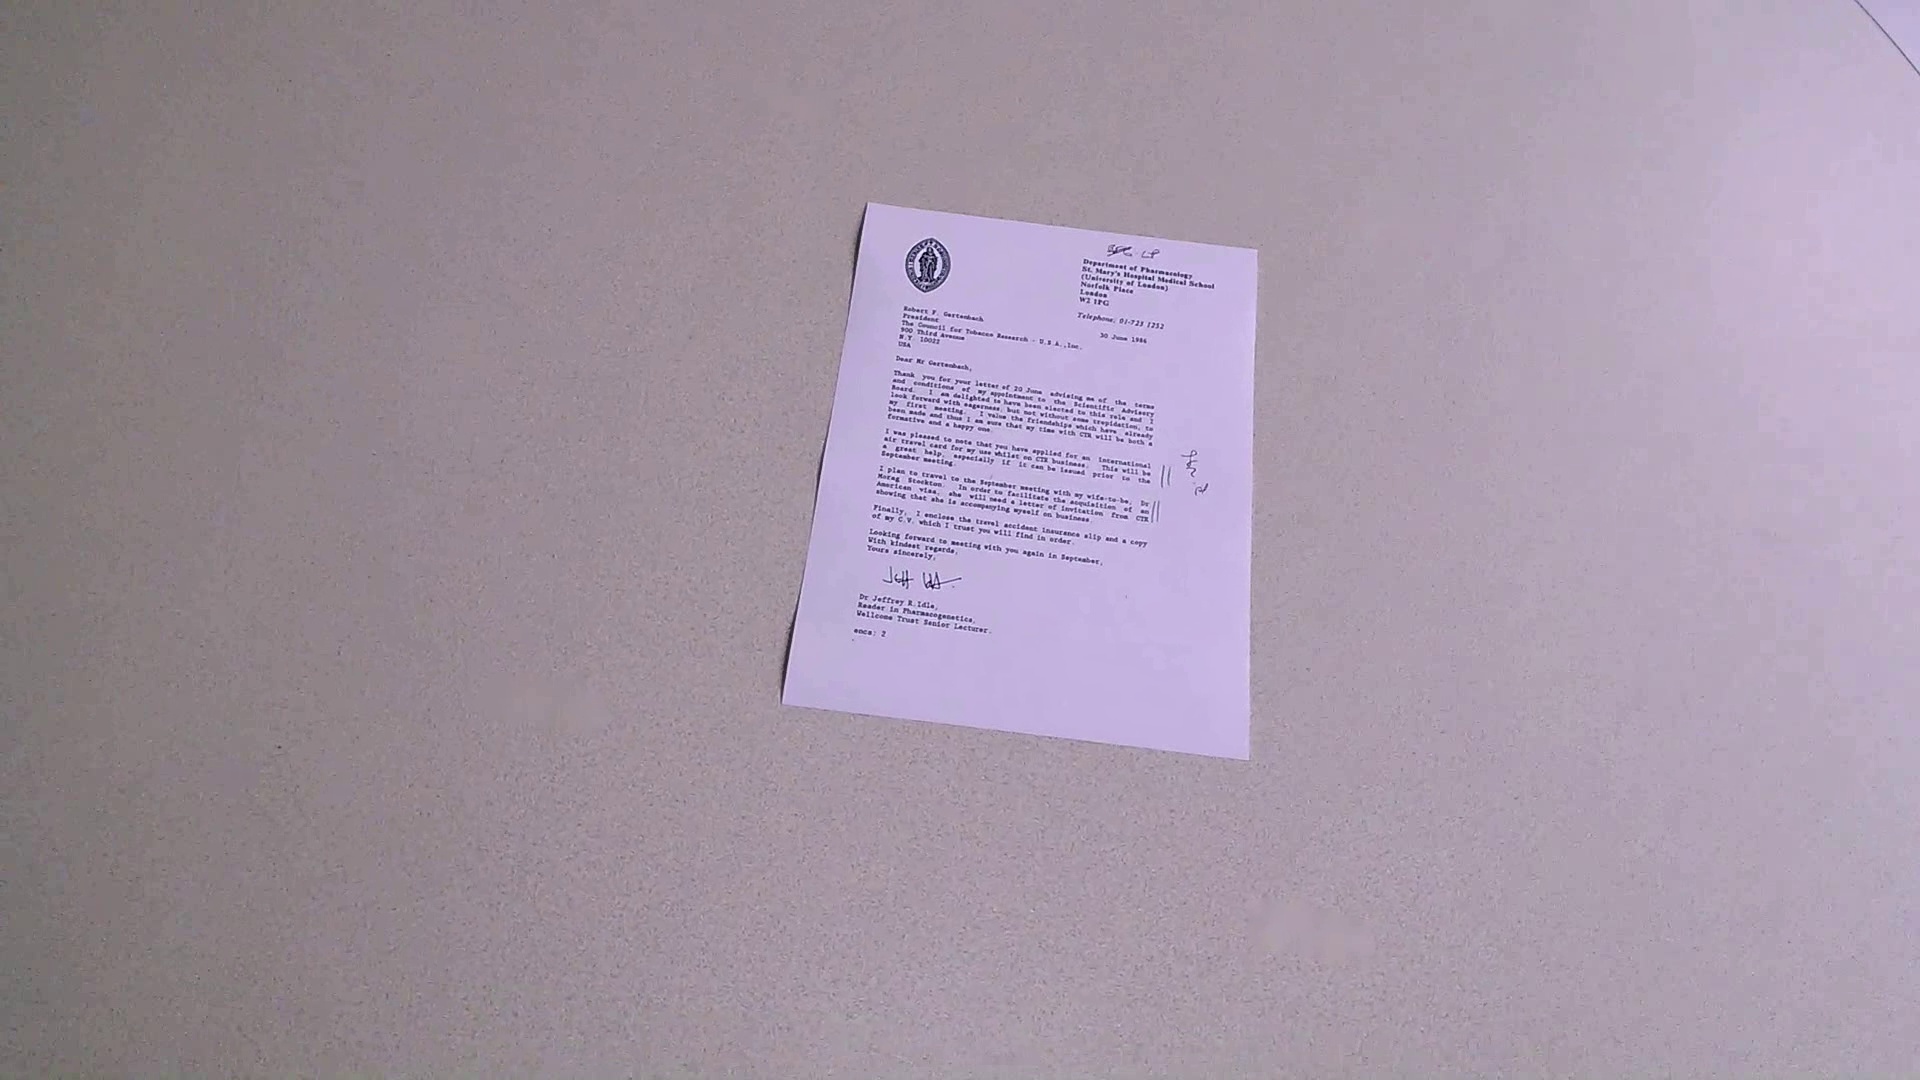 Department of Pharmacology
St. Mary's Hospital Medical School
(University of London)
Norfolk Place
London
W2 1PG
Telephone: 01-723 1252
30 June 1986
Robert F. Gertenbach
President
The Council for Tobacco Research - U.S.A.,Inc.
900 Third Avenue
N.Y. 10022
USA
Dear Mr Gertenbach,
Thank you for your letter of 20 June advising me of the terms
and conditions of my appointment to the Scientific Advisory
Board. I am delighted to have been elected to this role and I
look forward with eagerness, but not without some trepidation, to
my first meeting. I value the friendships which have already
been made and thus I am sure that my time with CTR will be both a
formative and a happy one.
I was pleased to note that you have applied for an international
air travel card for my use whilst on CTR business. This will be
a great help, especially if it can be issued prior to the
September meeting.
I plan to travel to the September meeting with my wife-to-be, Dr
Morag Stockton. In order to facilitate the acquisition of an
American visa, she will need a letter of invitation from CTR
showing that she is accompanying myself on business.
Finally, I enclose the travel accident insurance slip and a copy
of my C.V. which I trust you will find in order.
Looking forward to meeting with you again in September,
With kindest regards,
Yours sincerely,
Dr Jeffrey R.Idle,
Reader in Pharmacogenetics,
Wellcome Trust Senior Lecturer.
encs: 2